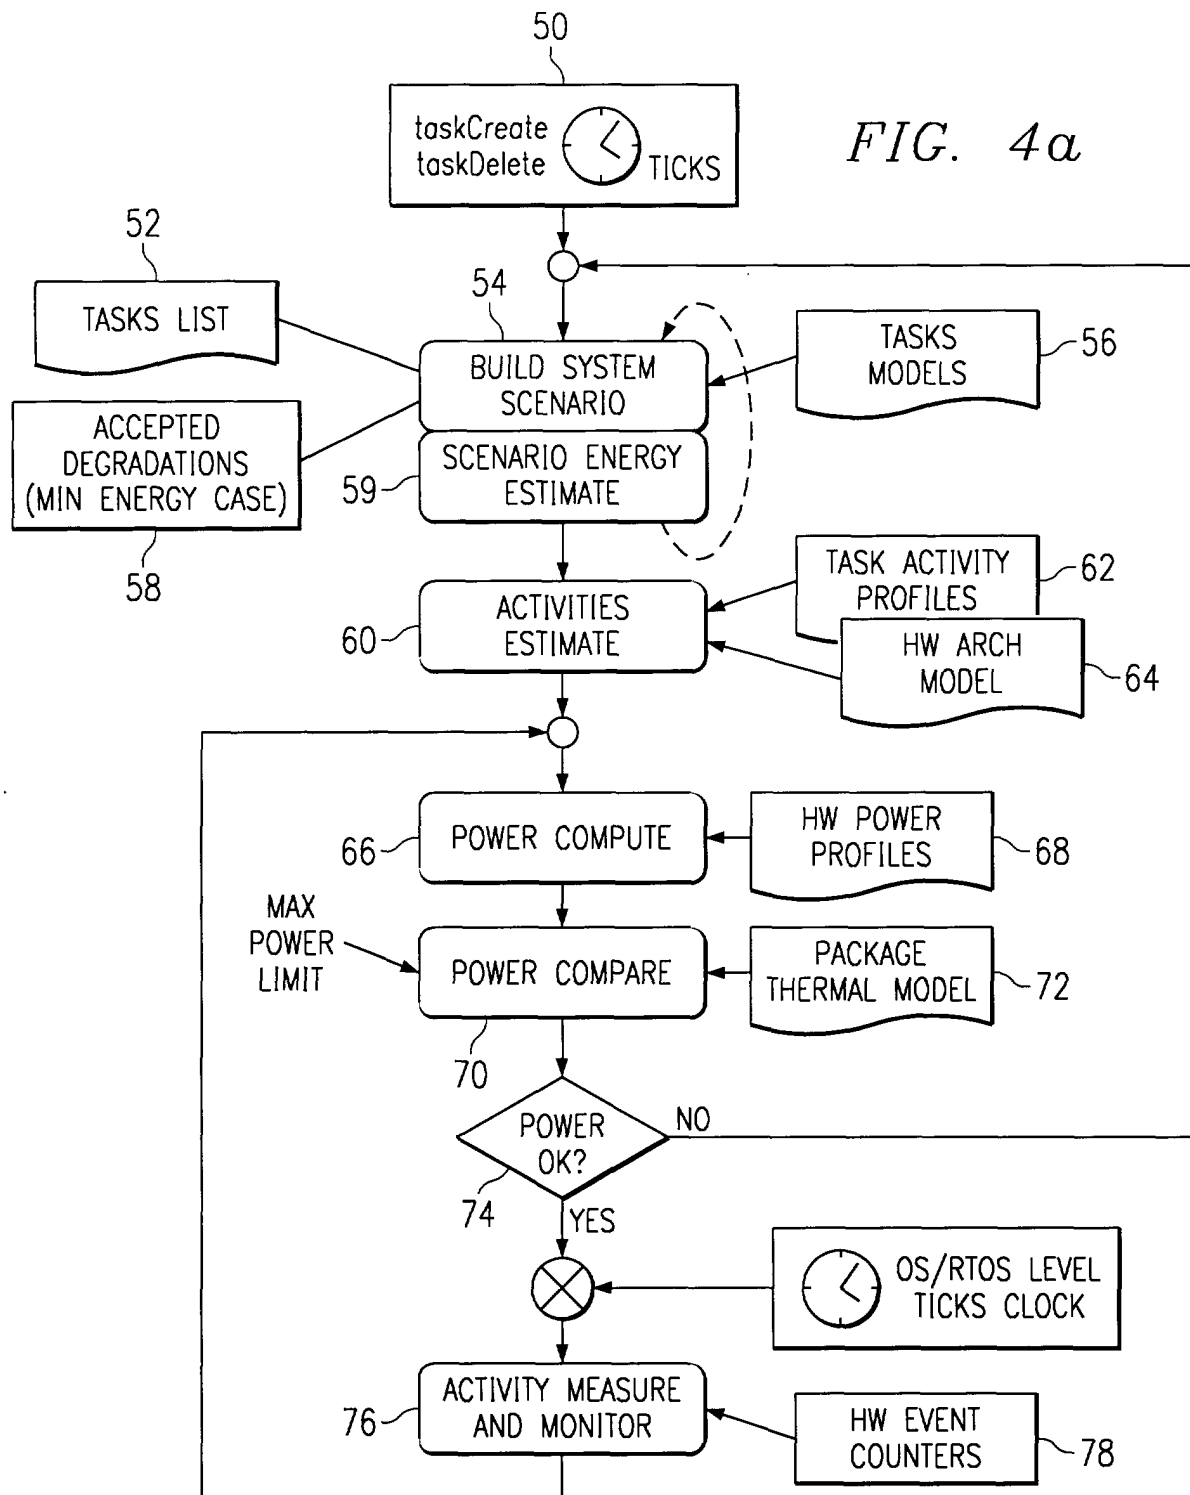 50
taskCreate
taskDelete
TICKS
FIG. 4a
52
TASKS LIST
54
BUILD SYSTEM
SCENARIO
TASKS
MODELS
56
ACCEPTED
DEGRADATIONS
(MIN ENERGY CASE)
58
59
SCENARIO ENERGY
ESTIMATE
60
ACTIVITIES
ESTIMATE
TASK ACTIVITY
PROFILES
62
HW ARCH
MODEL
64
66
POWER COMPUTE
HW POWER
PROFILES
68
MAX
POWER
LIMIT
POWER COMPARE
70
PACKAGE
THERMAL MODEL
72
POWER
OK?
NO
74
YES
OS/RTOS LEVEL
TICKS CLOCK
76
ACTIVITY MEASURE
AND MONITOR
HW EVENT
COUNTERS
78